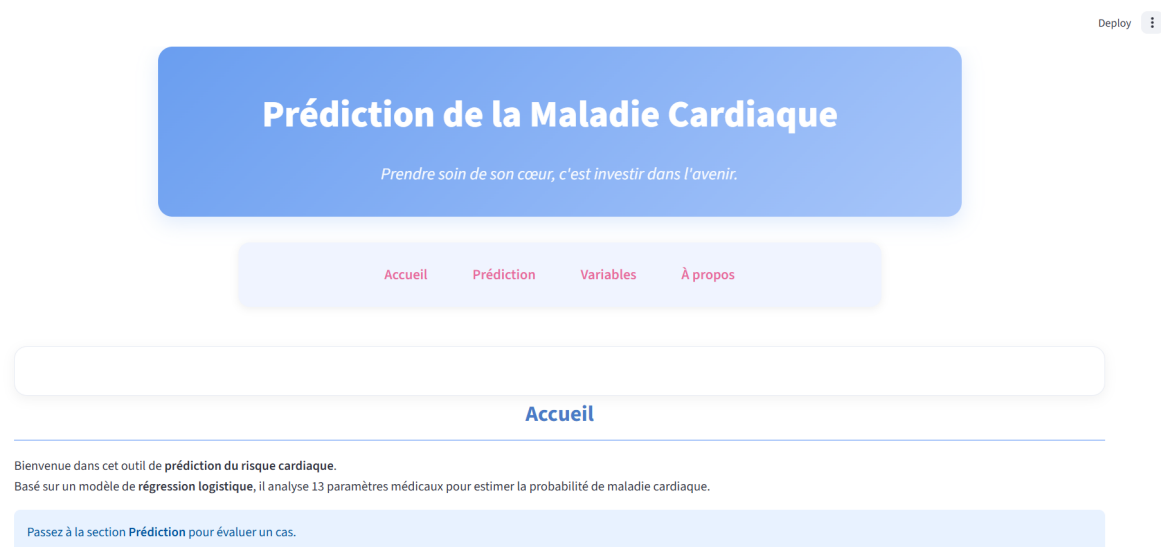 Deploy
Prédiction de la Maladie Cardiaque
Prendre soin de son cœur, c'est investir dans l'avenir.
Accueil Prédiction Variables À propos
Accueil
Bienvenue dans cet outil de prédiction du risque cardiaque.
Basé sur un modèle de régression logistique, il analyse 13 paramètres médicaux pour estimer la probabilité de maladie cardiaque.
Passez à la section Prédiction pour évaluer un cas.